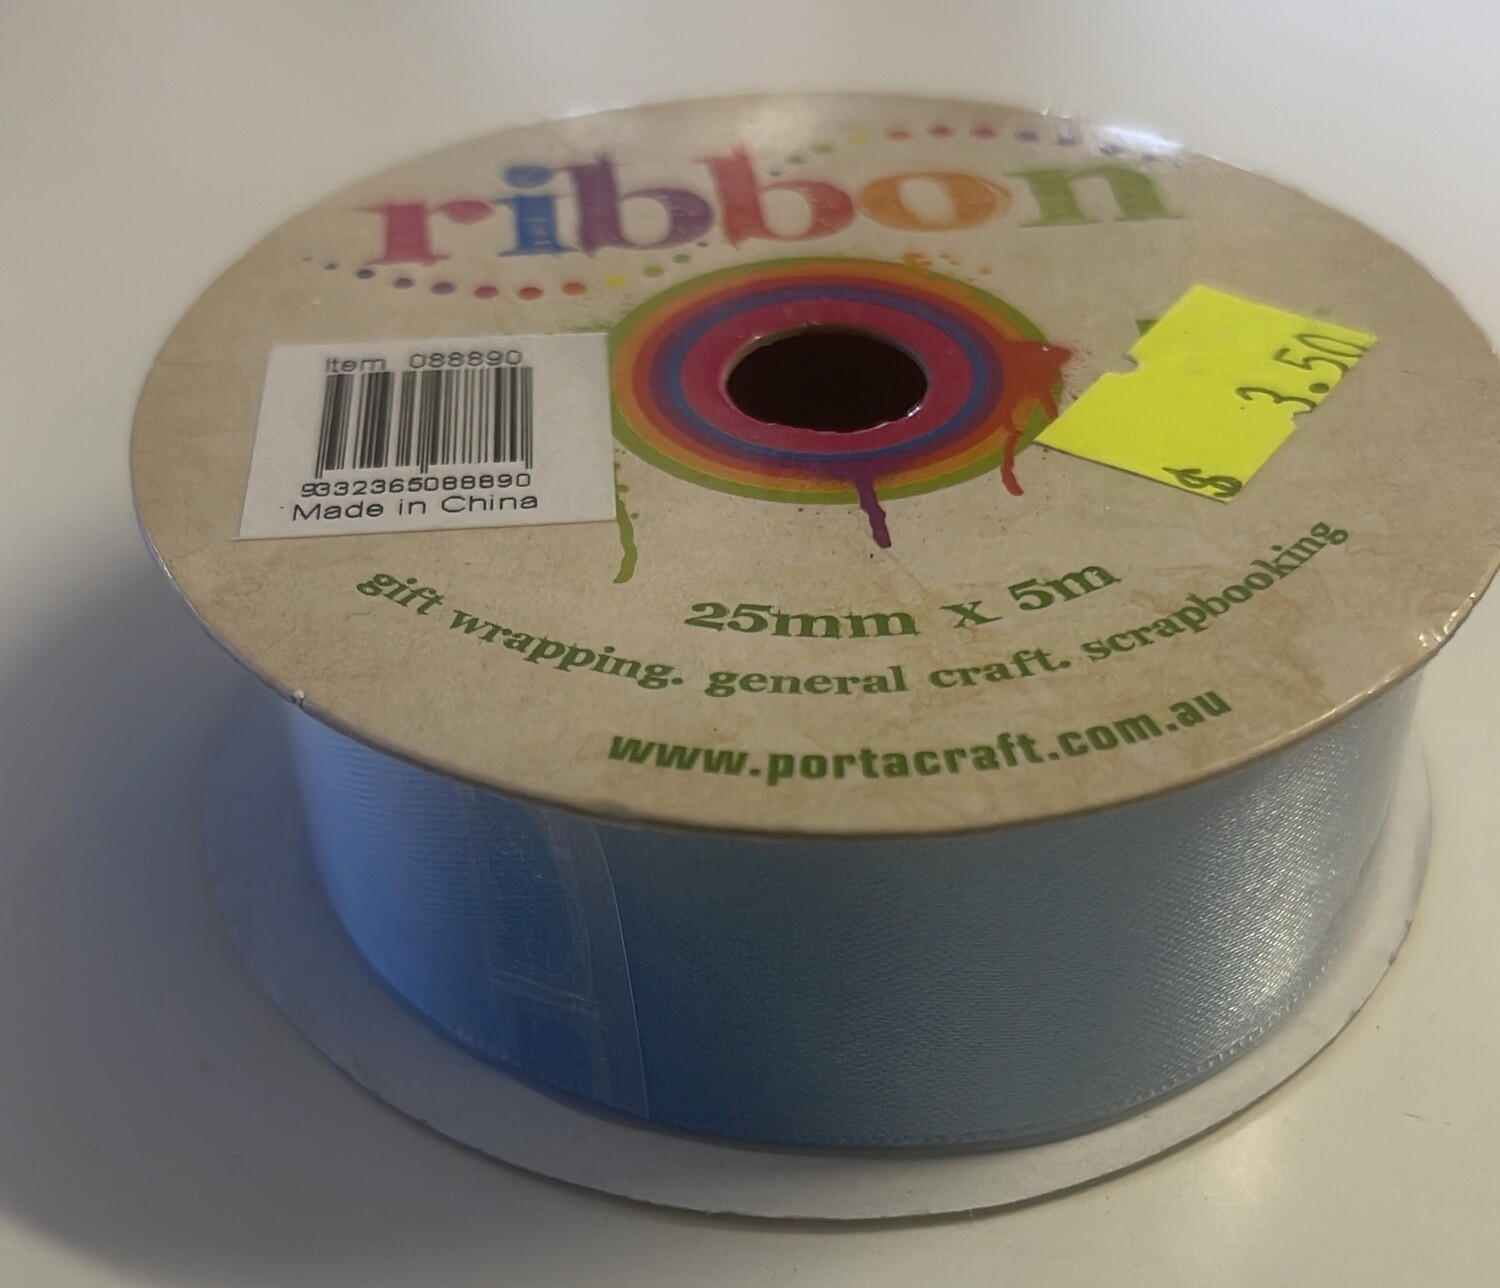 ribbon
Item 088890
9332365088890
Made in China
$ 3.50
25mm x 5m
gift wrapping. general craft. scrapbooking
www.portacraft.com.au